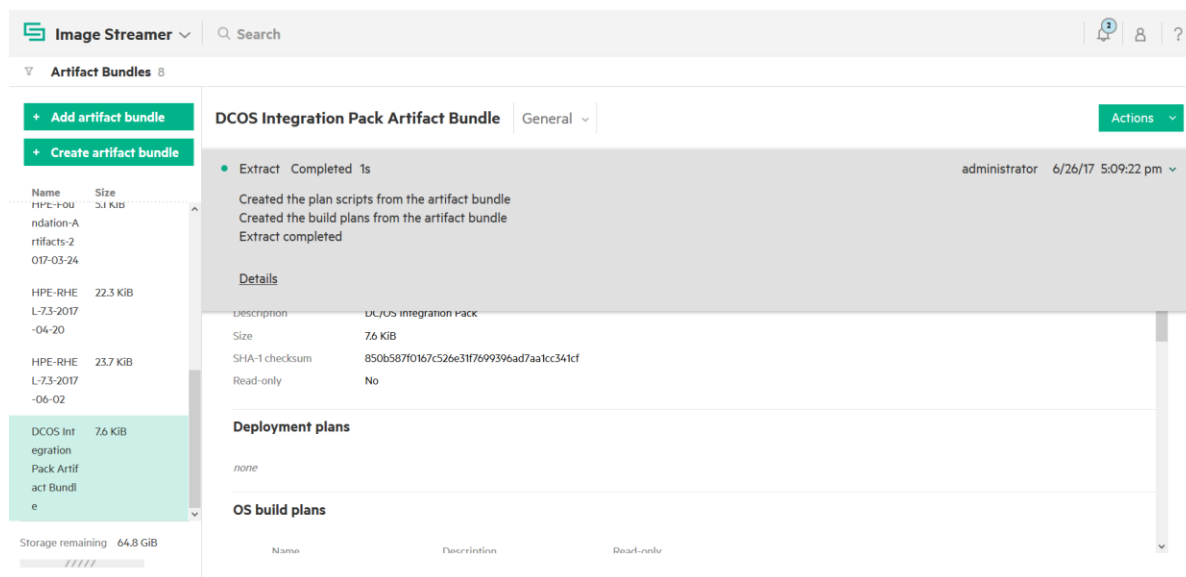 Image Streamer
Search
2
?
Artifact Bundles 8
+ Add artifact bundle
+ Create artifact bundle
Name Size
HPE-Fou 5.1 KiB
ndation-A
rtifacts-2
017-03-24
HPE-RHE 22.3 KiB
L-7.3-2017
-04-20
HPE-RHE 23.7 KiB
L-7.3-2017
-06-02
DCOS Int 7.6 KiB
egration
Pack Artif
act Bundl
e
Storage remaining 64.8 GiB
DCOS Integration Pack Artifact Bundle General
Actions
Extract Completed 1s administrator 6/26/17 5:09:22 pm
Created the plan scripts from the artifact bundle
Created the build plans from the artifact bundle
Extract completed
Details
Description DC/OS Integration Pack
Size 7.6 KiB
SHA-1 checksum 850b587f0167c526e31f7699396ad7aa1cc341cf
Read-only No
Deployment plans
none
OS build plans
Name Description Read-only